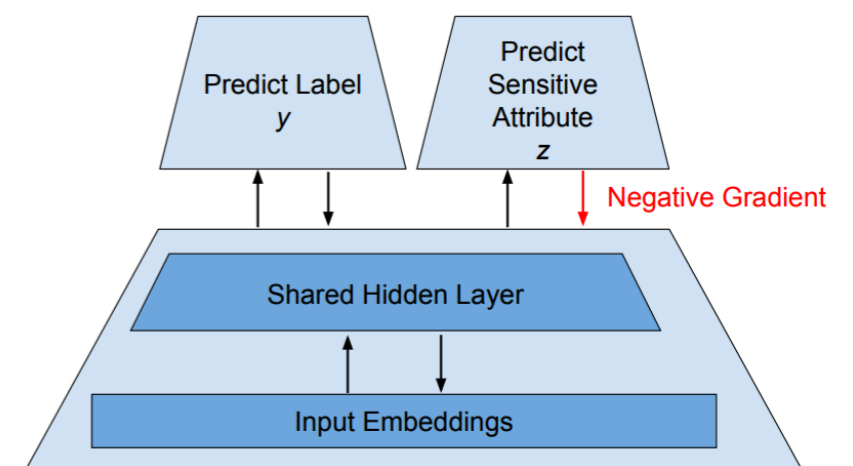 Predict Label
y
Predict
Sensitive
Attribute
z
Negative Gradient
Shared Hidden Layer
Input Embeddings